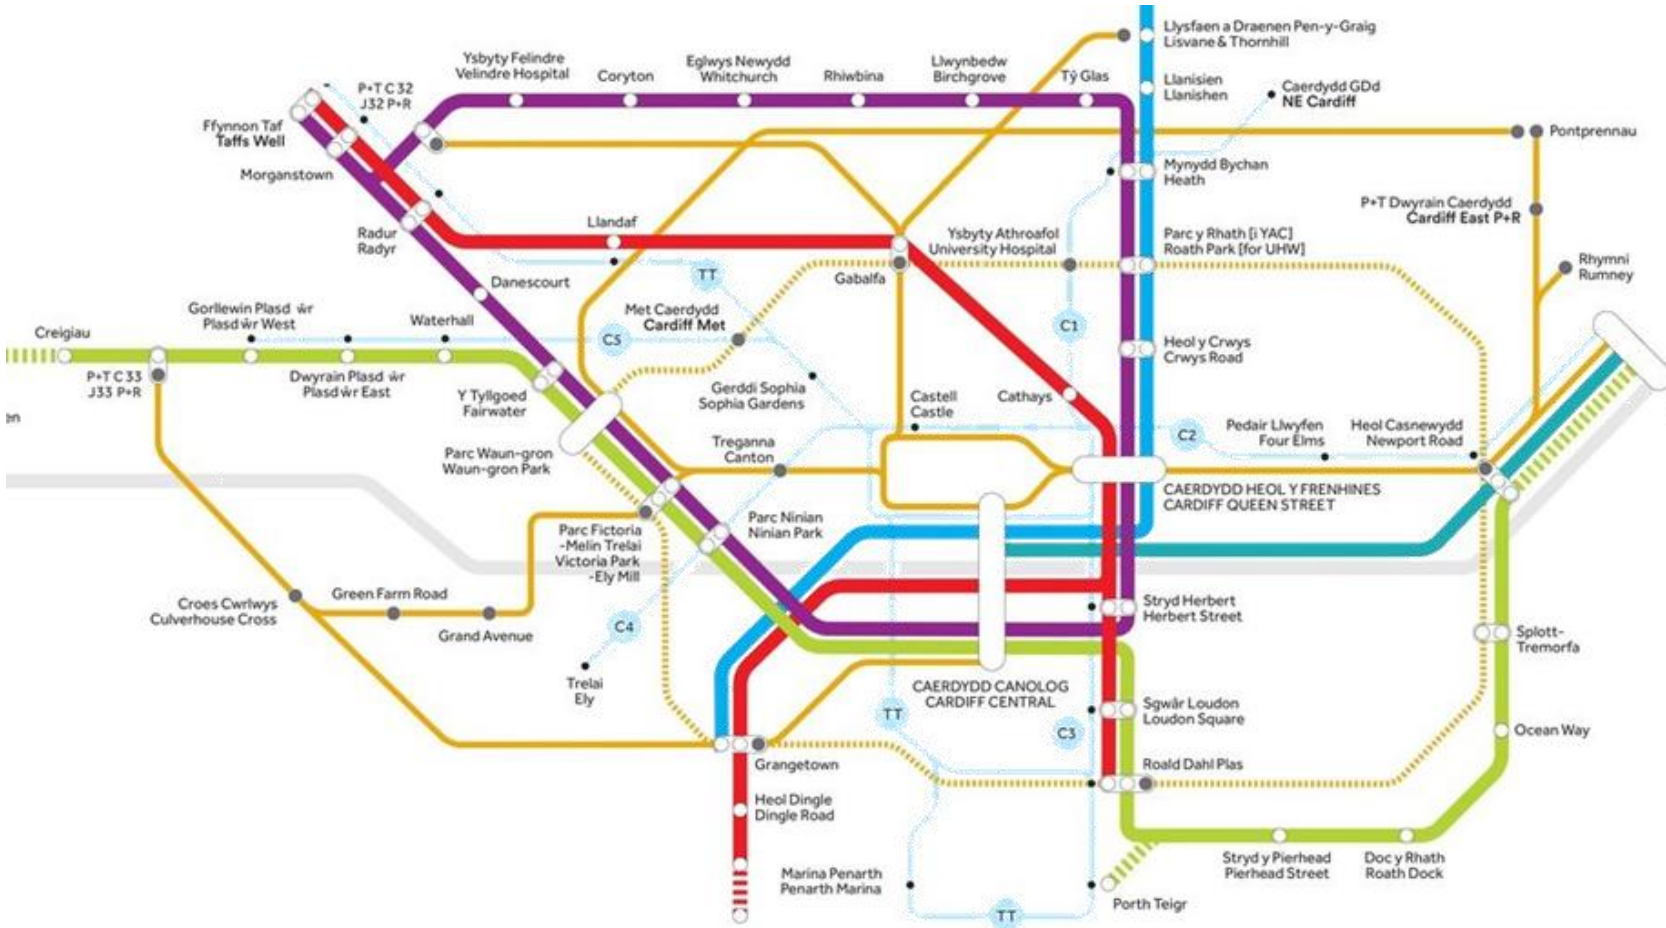 Llysfaen a Draenen Pen-y-Graig
Lisvane & Thornhill
Ysbyty Felindre
Velindre Hospital
Coryton
Eglwys Newydd
Whitchurch
Rhiwbina
Llwynbedw
Birchgrove
Tŷ Glas
Llanisien
Llanishen
Caerdydd GDd
NE Cardiff
P+T C 32
J32 P+R
Ffynnon Taf
Taffs Well
Morganstown
Pontprennau
Mynydd Bychan
Heath
P+T Dwyrain Caerdydd
Cardiff East P+R
Radur
Radyr
Llandaf
Ysbyty Athrofaol
University Hospital
Parc y Rhath [i YAC]
Roath Park [for UHW]
Gabalfa
TT
Rhymni
Rumney
Danescourt
Gorllewin Plasd ŵr
Plasdŵr West
Waterhall
Creigiau
Met Caerdydd
Cardiff Met
C5
C1
Heol y Crwys
Crwys Road
P+T C 33
J33 P+R
Dwyrain Plasd ŵr
Plasdŵr East
Y Tyllgoed
Fairwater
Gerddi Sophia
Sophia Gardens
Castell
Castle
Cathays
en
C2
Pedair Llwyfen
Four Elms
Heol Casnewydd
Newport Road
Parc Waun-gron
Waun-gron Park
Treganna
Canton
CAERDYDD HEOL Y FRENHINES
CARDIFF QUEEN STREET
Parc Fictoria
-Melin Trelai
Victoria Park
-Ely Mill
Parc Ninian
Ninian Park
Croes Cwrlwys
Culverhouse Cross
Green Farm Road
Grand Avenue
C4
Stryd Herbert
Herbert Street
Splott-
Tremorfa
Trelai
Ely
CAERDYDD CANOLOG
CARDIFF CENTRAL
Sgwâr Loudon
Loudon Square
TT
C3
Ocean Way
Grangetown
Roald Dahl Plas
Heol Dingle
Dingle Road
Marina Penarth
Penarth Marina
Stryd y Pierhead
Pierhead Street
Doc y Rhath
Roath Dock
Porth Teigr
TT